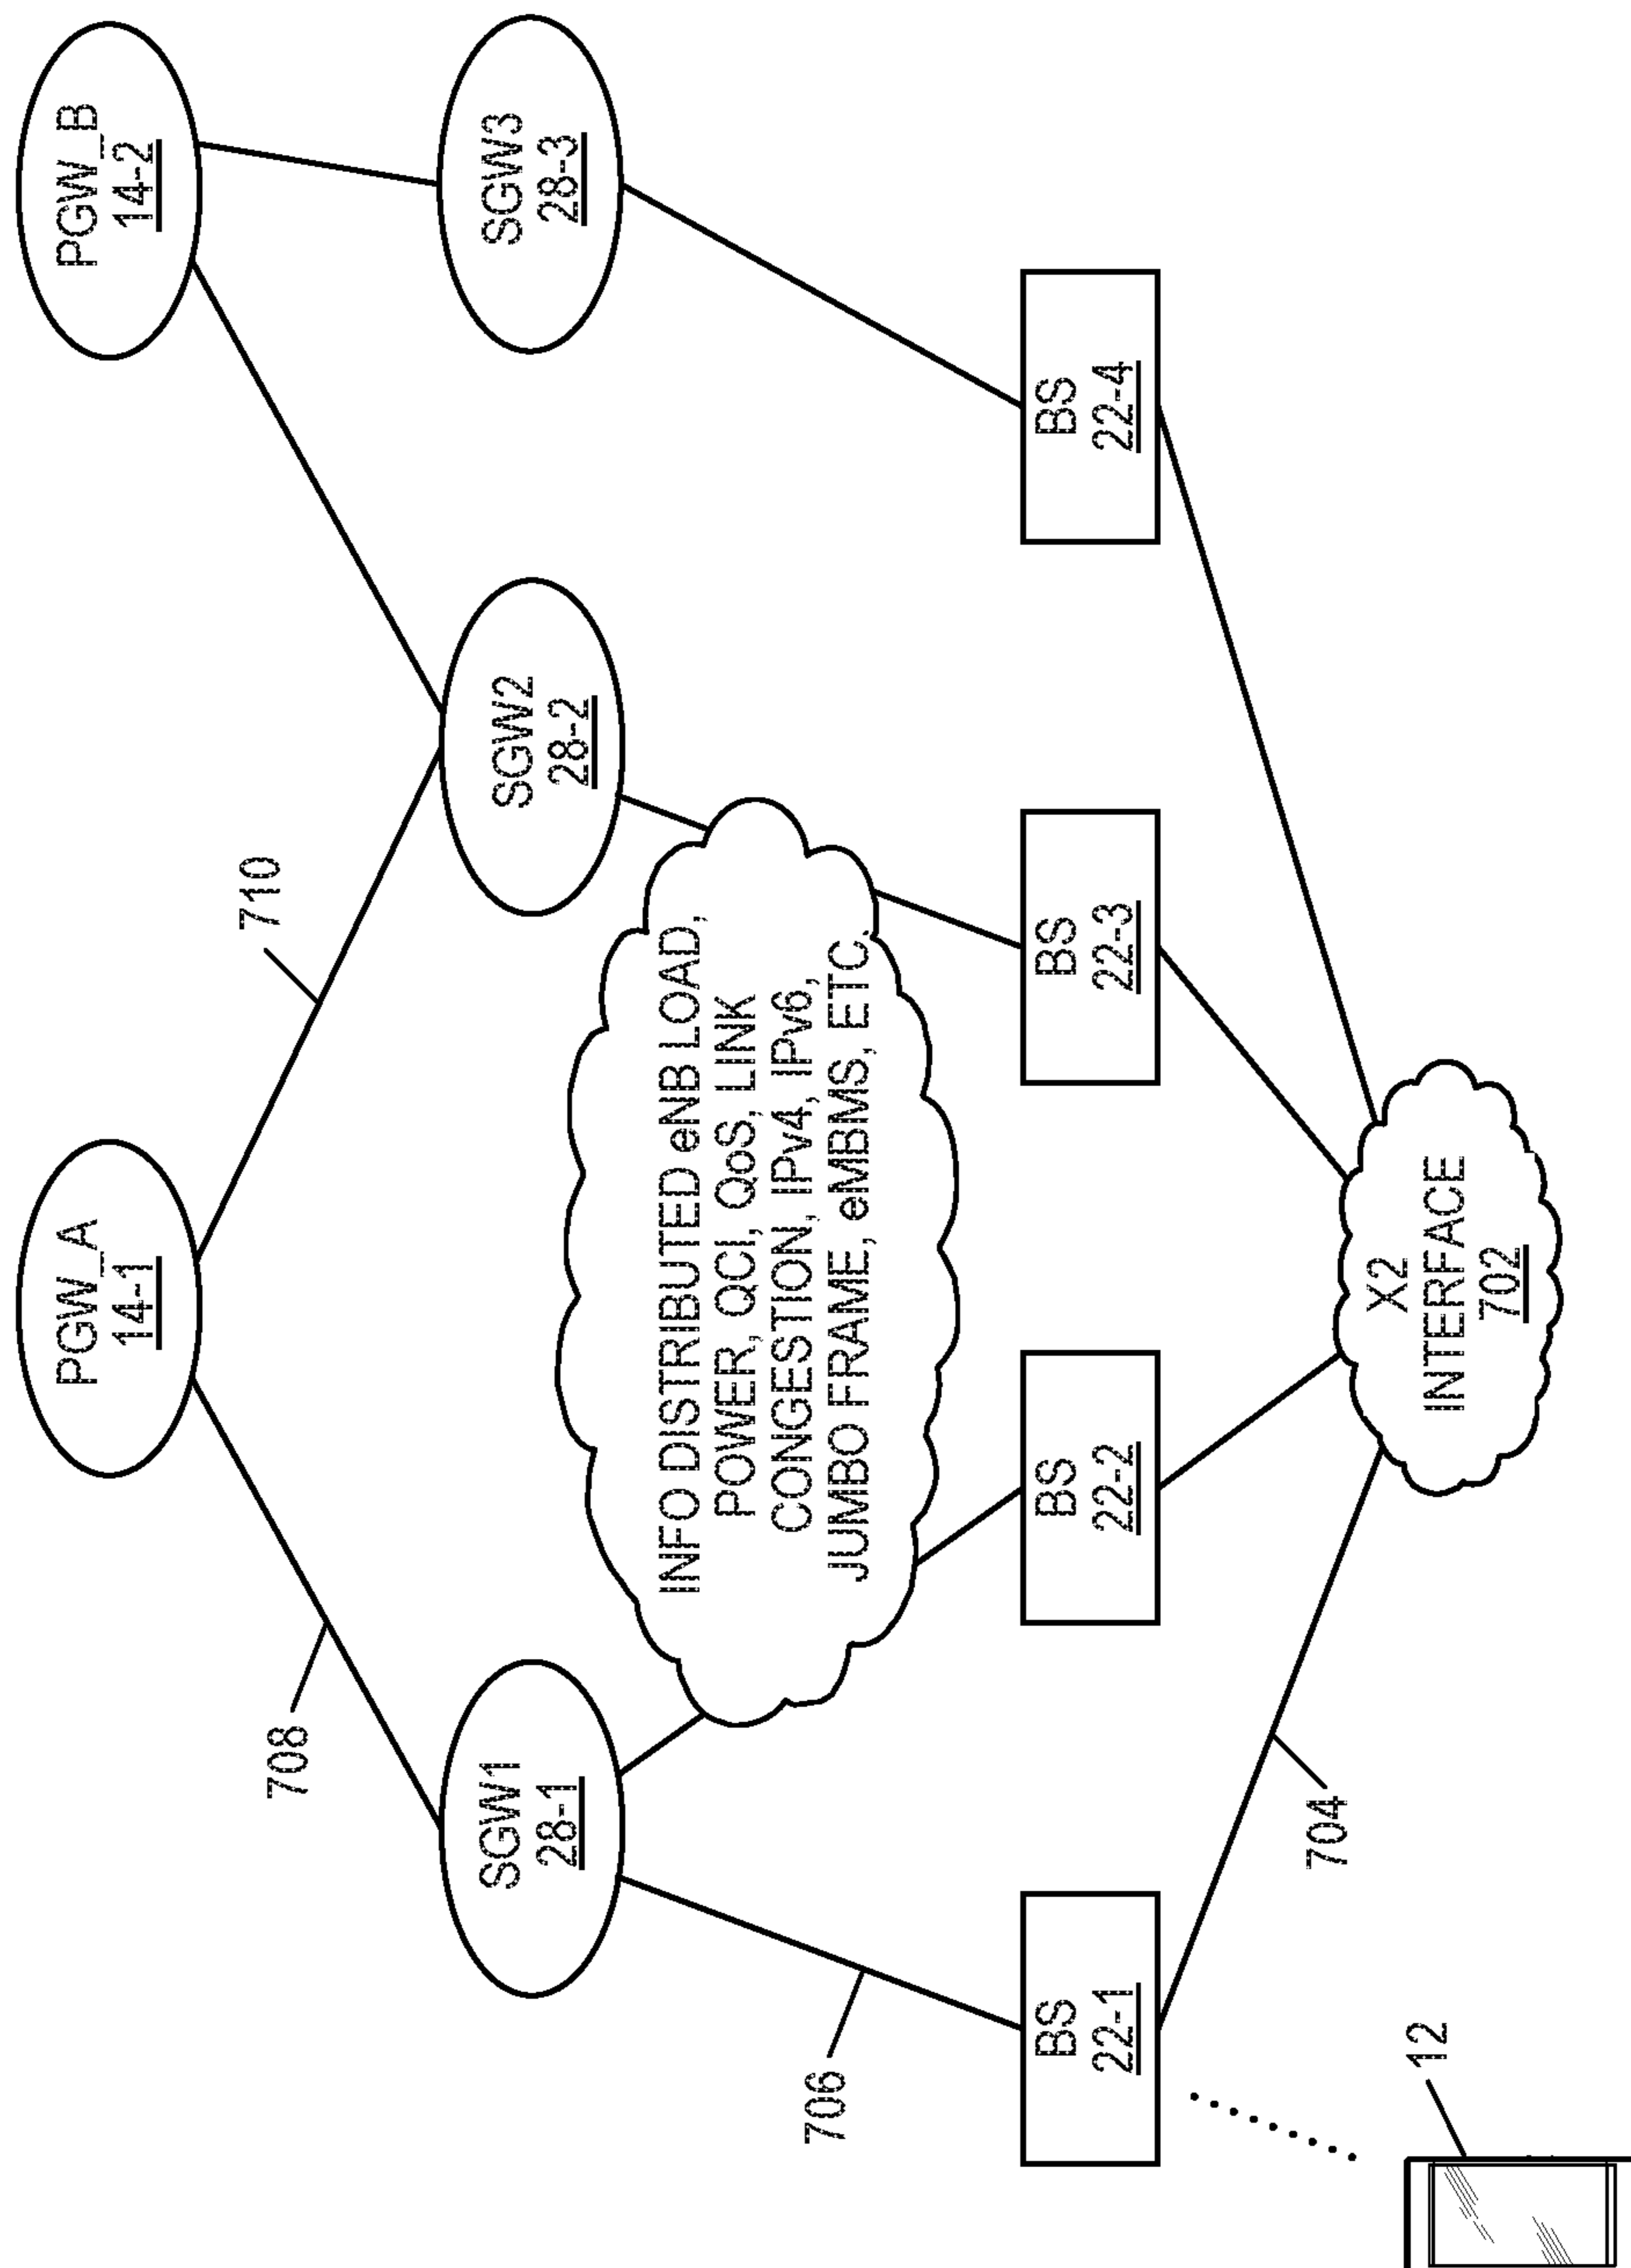 PGW_A
14-1
PGW_B
14-2
708
710
SGW1
28-1
SGW2
28-2
SGW3
28-3
INFO DISTRIBUTED eNB LOAD,
POWER, QCI, QoS, LINK
CONGESTION, IPv4, IPv6,
JUMBO FRAME, eMBMS, ETC.
706
BS
22-1
BS
22-2
BS
22-3
BS
22-4
704
X2
INTERFACE
702
12